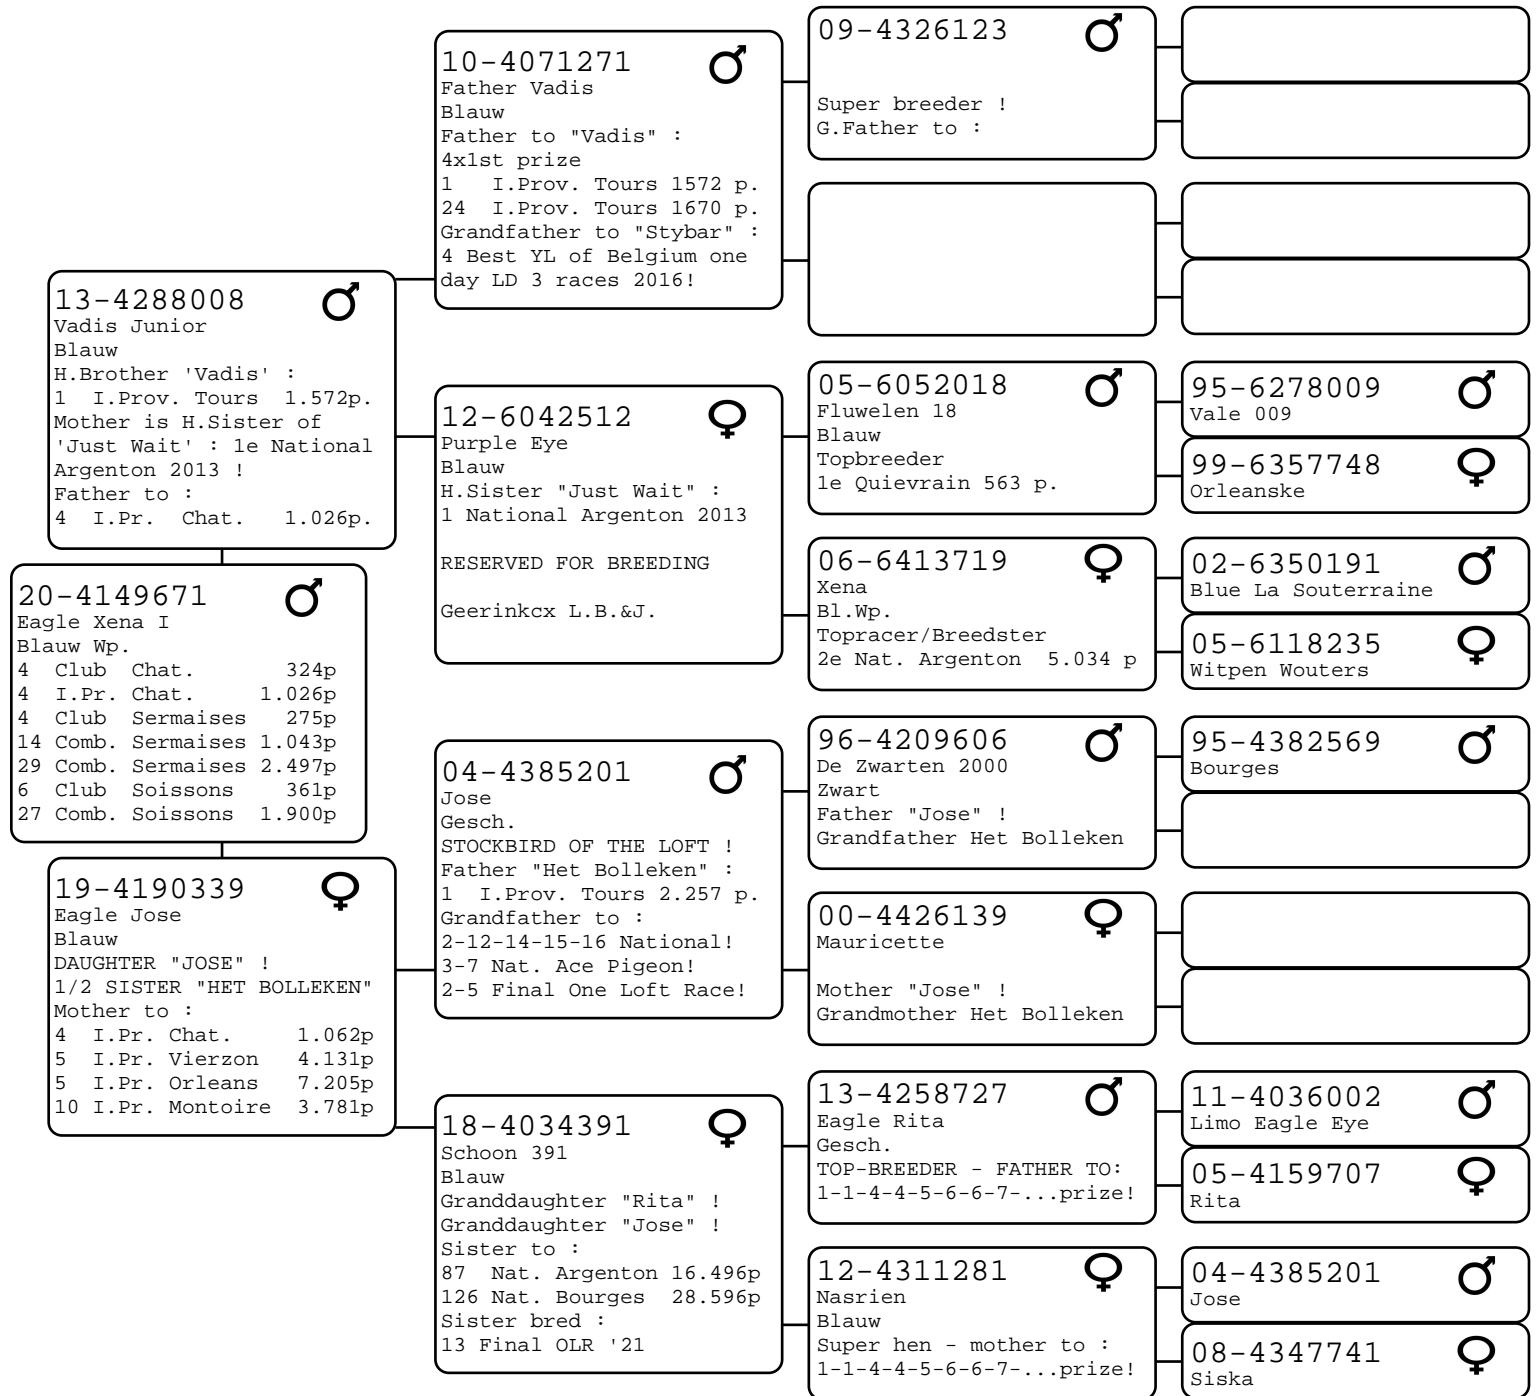 20-4149671
Eagle Xena I
Blauw Wp.
4 Club Chat. 324p
4 I.Pr. Chat. 1.026p
4 Club Sermaises 275p
14 Comb. Sermaises 1.043p
29 Comb. Sermaises 2.497p
6 Club Soissons 361p
27 Comb. Soissons 1.900p
13-4288008
Vadis Junior
Blauw
H.Brother 'Vadis' :
1 I.Prov. Tours 1.572p.
Mother is H.Sister of
'Just Wait' : 1e National
Argenton 2013 !
Father to :
4 I.Pr. Chat. 1.026p.
19-4190339
Eagle Jose
Blauw
DAUGHTER "JOSE" !
1/2 SISTER "HET BOLLEKEN"
Mother to :
4 I.Pr. Chat. 1.062p
5 I.Pr. Vierzon 4.131p
5 I.Pr. Orleans 7.205p
10 I.Pr. Montoire 3.781p
10-4071271
Father Vadis
Blauw
Father to "Vadis" :
4x1st prize
1 I.Prov. Tours 1572 p.
24 I.Prov. Tours 1670 p.
Grandfather to "Stybar" :
4 Best YL of Belgium one
day LD 3 races 2016!
12-6042512
Purple Eye
Blauw
H.Sister "Just Wait" :
1 National Argenton 2013
RESERVED FOR BREEDING
Geerinkcx L.B.&J.
04-4385201
Jose
Gesch.
STOCKBIRD OF THE LOFT !
Father "Het Bolleken" :
1 I.Prov. Tours 2.257 p.
Grandfather to :
2-12-14-15-16 National!
3-7 Nat. Ace Pigeon!
2-5 Final One Loft Race!
18-4034391
Schoon 391
Blauw
Granddaughter "Rita" !
Granddaughter "Jose" !
Sister to :
87 Nat. Argenton 16.496p
126 Nat. Bourges 28.596p
Sister bred :
13 Final OLR '21
09-4326123
Super breeder !
G.Father to :
05-6052018
Fluwelen 18
Blauw
Topbreeder
1e Quievrain 563 p.
06-6413719
Xena
Bl.Wp.
Topracer/Breedster
2e Nat. Argenton 5.034 p
96-4209606
De Zwarten 2000
Zwart
Father "Jose" !
Grandfather Het Bolleken
00-4426139
Mauricette
Mother "Jose" !
Grandmother Het Bolleken
13-4258727
Eagle Rita
Gesch.
TOP-BREEDER - FATHER TO:
1-1-4-4-5-6-6-7-...prize!
12-4311281
Nasrien
Blauw
Super hen - mother to :
1-1-4-4-5-6-6-7-...prize!
95-6278009
Vale 009
99-6357748
Orleanske
02-6350191
Blue La Souterraine
05-6118235
Witpen Wouters
95-4382569
Bourges
11-4036002
Limo Eagle Eye
05-4159707
Rita
04-4385201
Jose
08-4347741
Siska